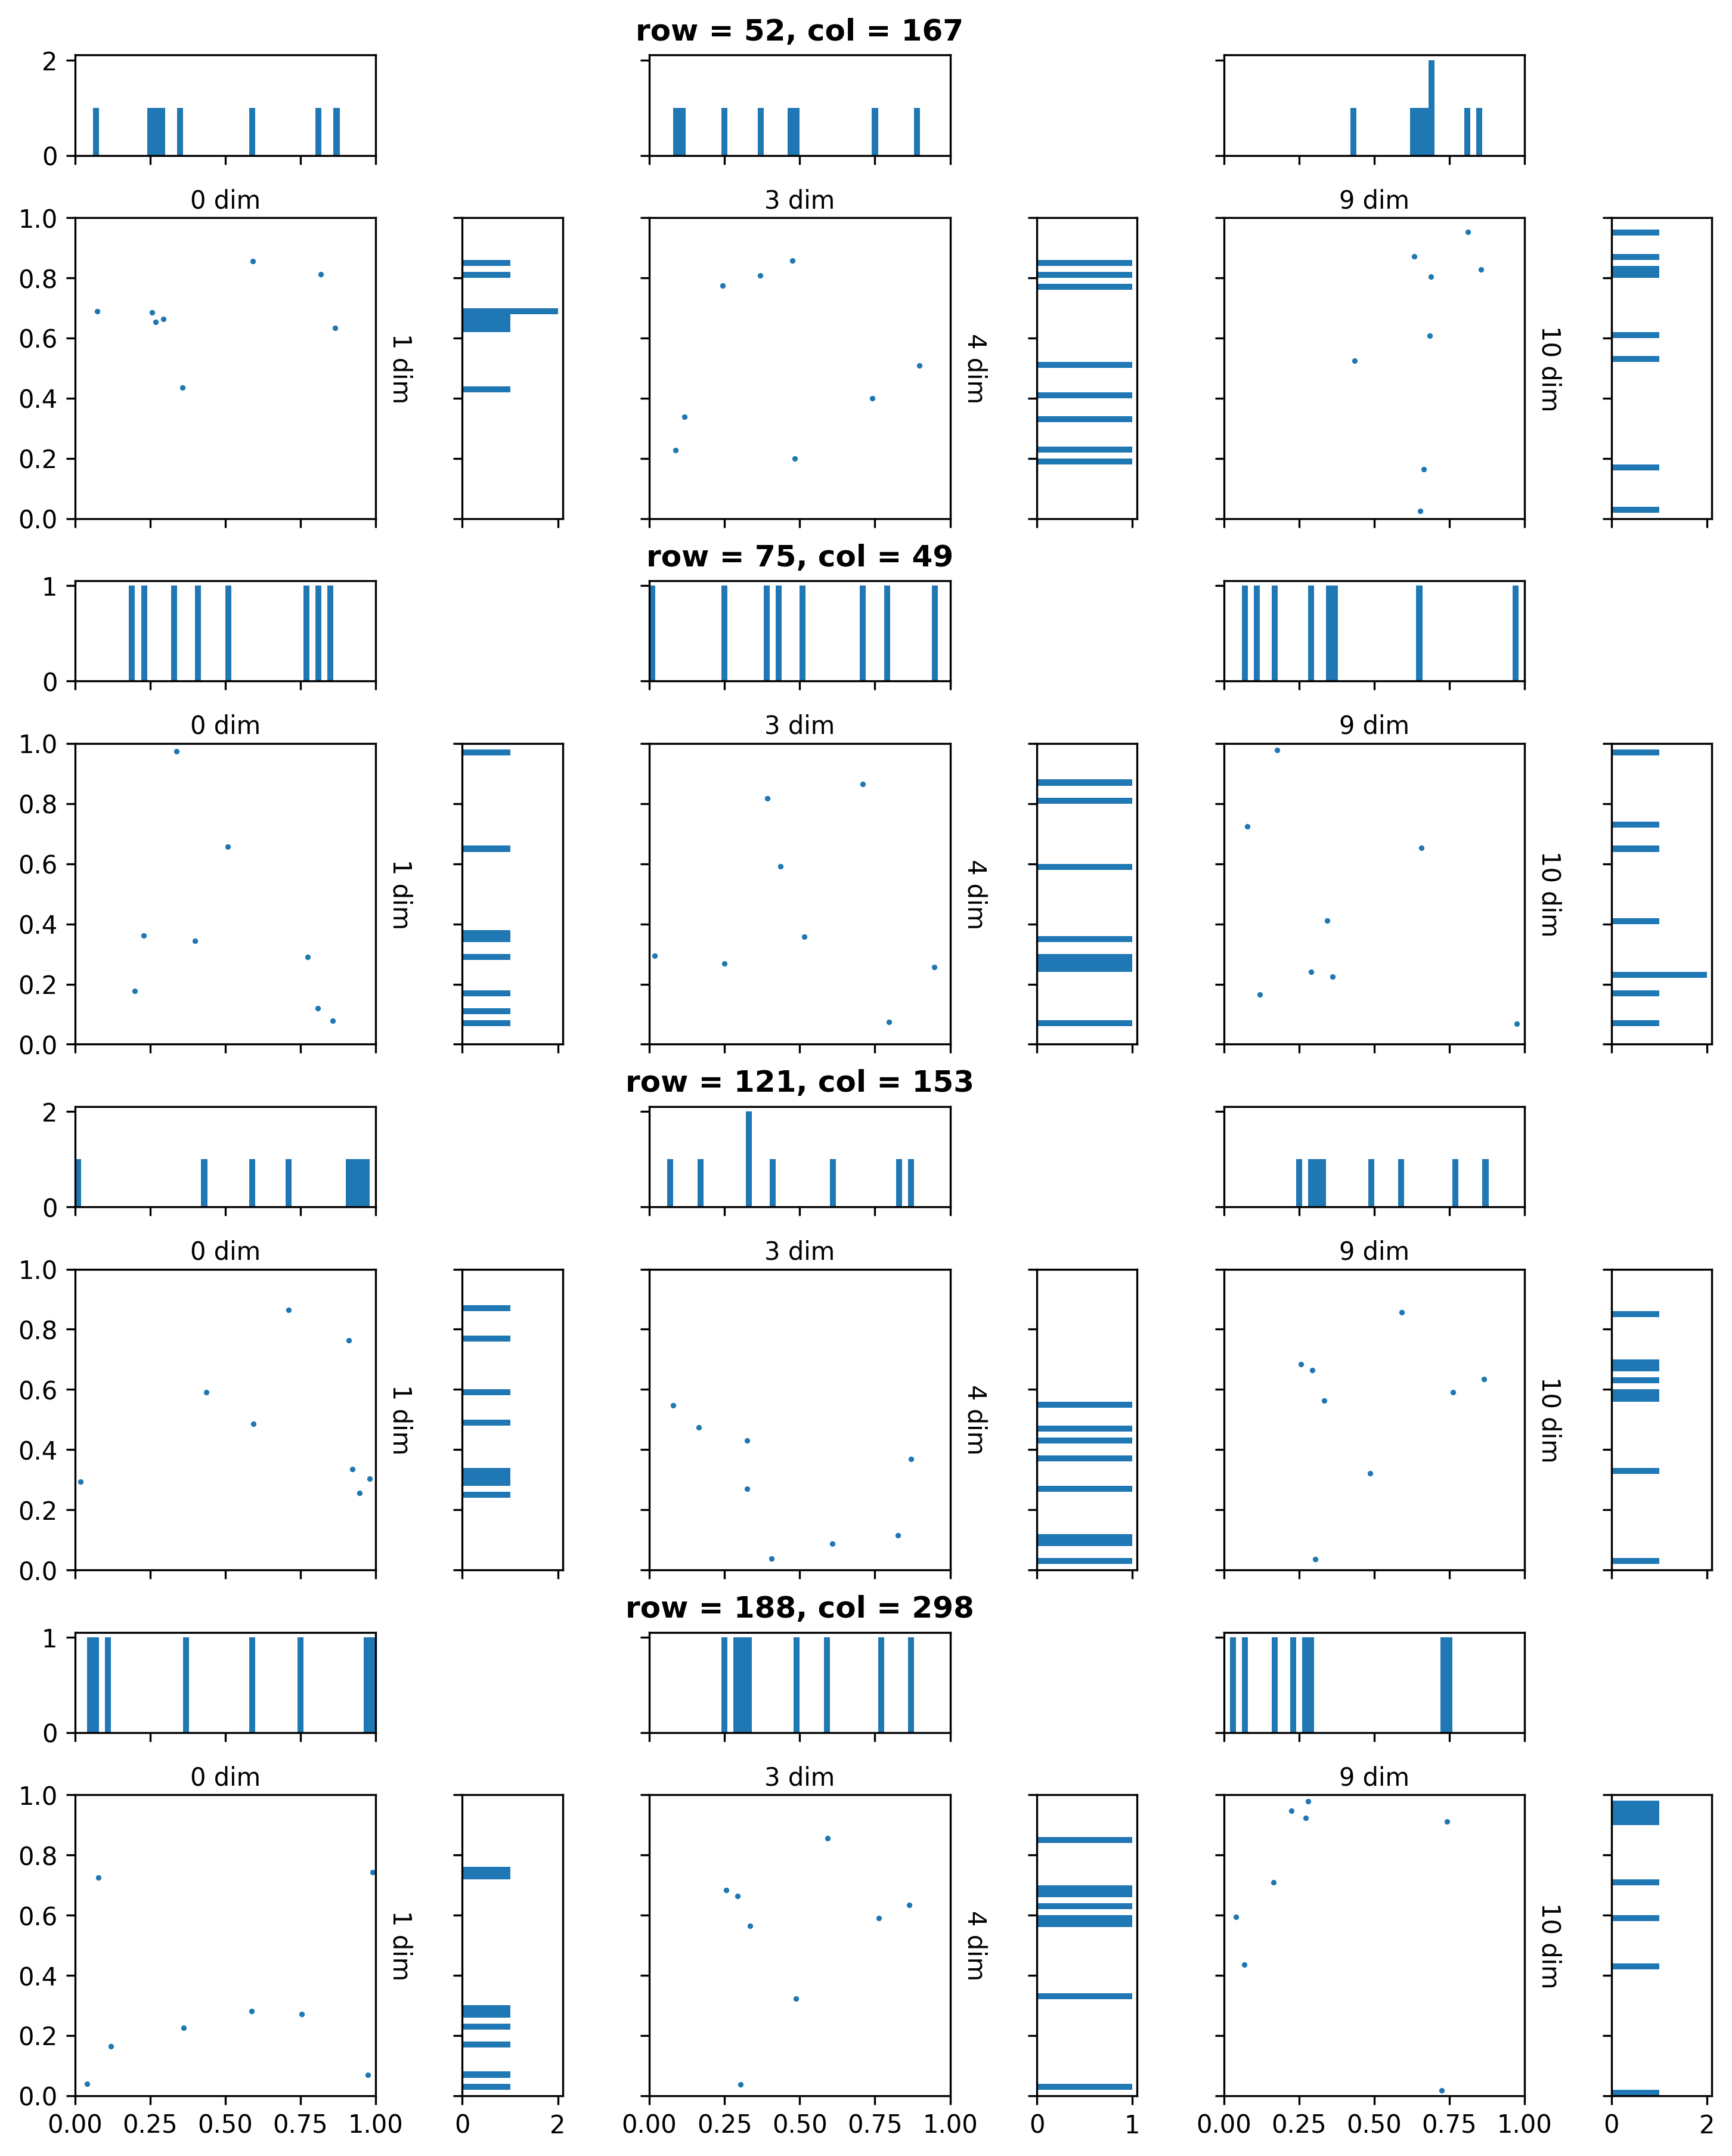 row = 52, col = 167
2
0
0 dim
3 dim
9 dim
1.0
0.8
0.6
0.4
0.2
0.0
1 dim
4 dim
10 dim
row = 75, col = 49
1
0
0 dim
3 dim
9 dim
1.0
0.8
0.6
0.4
0.2
0.0
1 dim
4 dim
10 dim
row = 121, col = 153
2
0
0 dim
3 dim
9 dim
1.0
0.8
0.6
0.4
0.2
0.0
1 dim
4 dim
10 dim
row = 188, col = 298
1
0
0 dim
3 dim
9 dim
1.0
0.8
0.6
0.4
0.2
0.0
1 dim
4 dim
10 dim
0.00 0.25 0.50 0.75 1.00 0 2 0.00 0.25 0.50 0.75 1.00 0 1 0.00 0.25 0.50 0.75 1.00 0 2